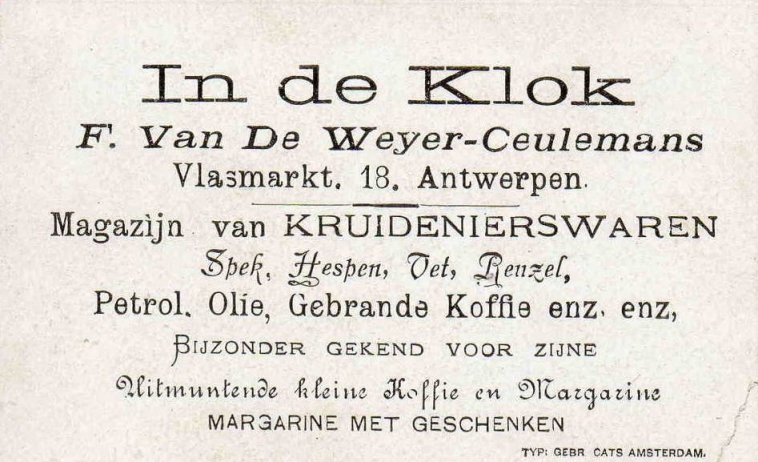 In de Klok
F. Van De Weyer-Ceulemans
Vlasmarkt. 18. Antwerpen.
Magazijn van KRUIDENIERSWAREN
Spek, Hespen, Vet, Renzel,
Petrol. Olie, Gebrande Koffie enz. enz,
BIJZONDER GEKEND VOOR ZIJNE
Uitmuntende kleine Koffie en Margarine
MARGARINE MET GESCHENKEN
TYP: GEBR CATS AMSTERDAM.